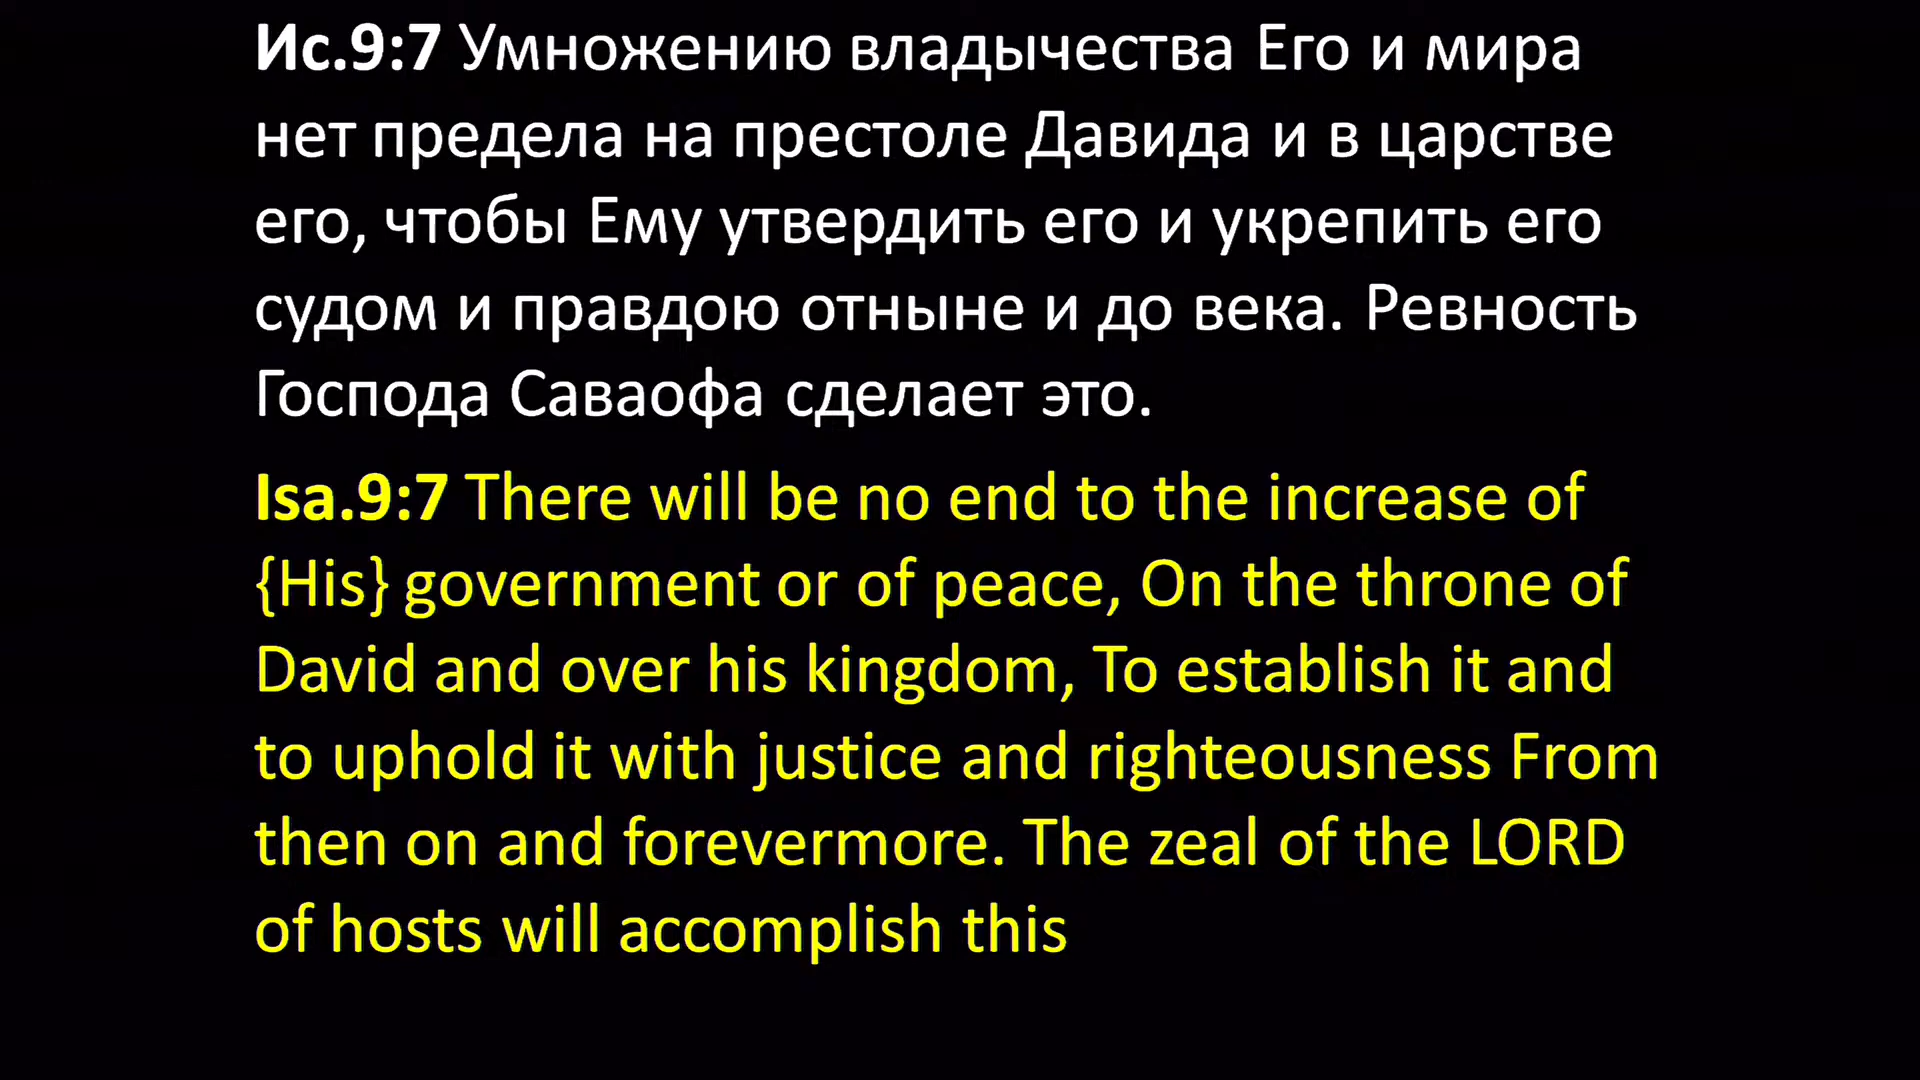 Ис.9:7 Умножению владычества Его и мира
нет предела на престоле Давида и в царстве
его, чтобы Ему утвердить его и укрепить его
судом и правдою отныне и до века. Ревность
Господа Саваофа сделает это.
Isa.9:7 There will be no end to the increase of
{His} government or of peace, On the throne of
David and over his kingdom, To establish it and
to uphold it with justice and righteousness From
then on and forevermore. The zeal of the LORD
of hosts will accomplish this